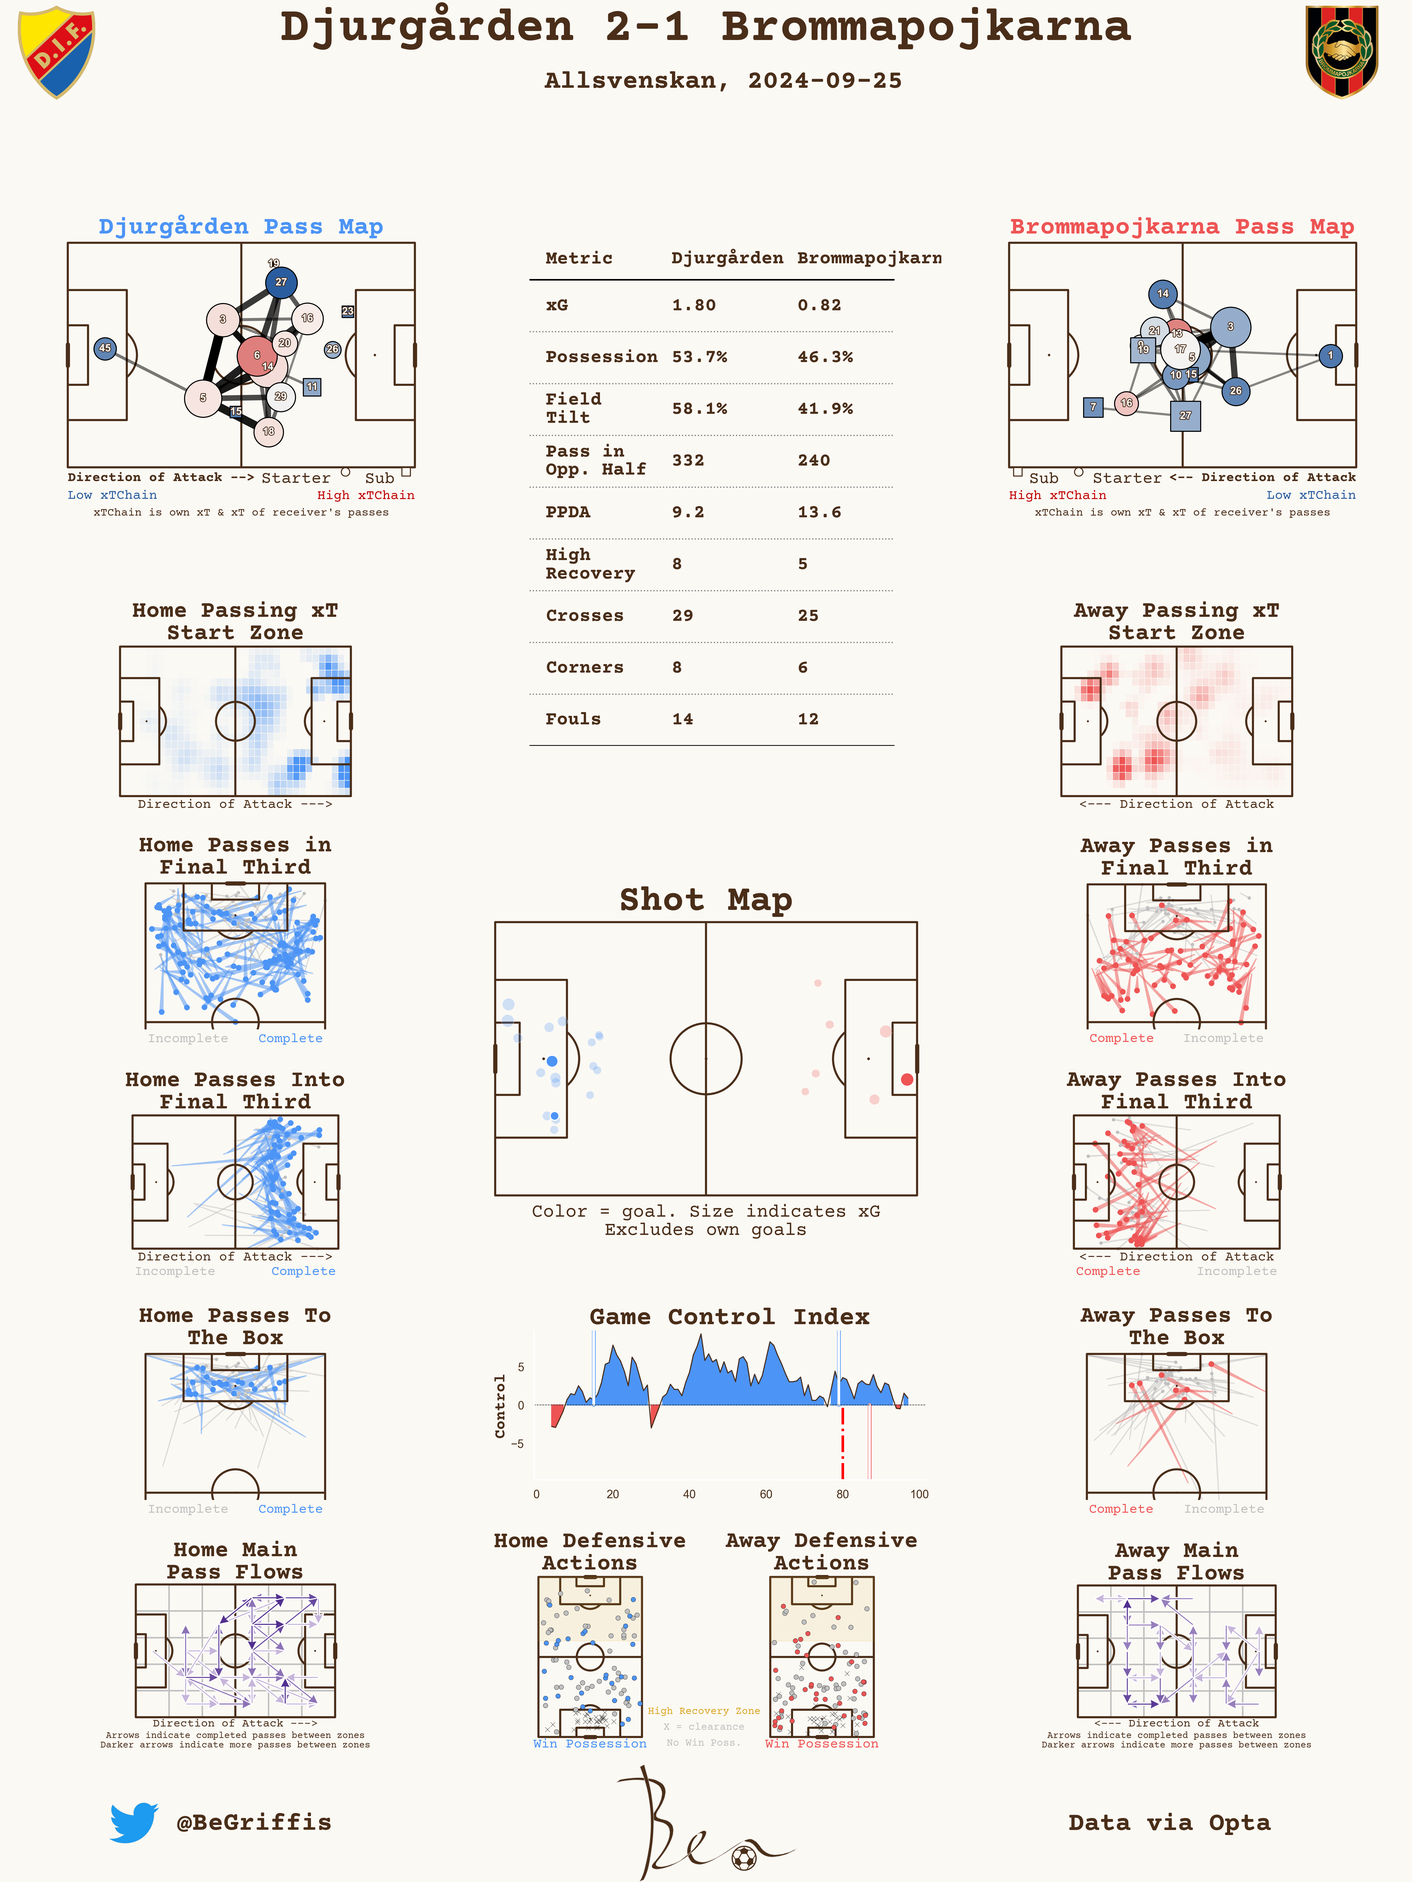 Djurgården 2-1 Brommapojkarna
Allsvenskan, 2024-09-25
D.I.F.
BROMMAPOJKARNA
Djurgården Pass Map
19
27
3
16
23
20
6
26
45
14
11
5
29
15
18
Direction of Attack --> Starter Sub
Low xTChain High xTChain
xTChain is own xT & xT of receiver's passes
Metric Djurgården Brommapojkarn
xG 1.80 0.82
Possession 53.7% 46.3%
Field
Tilt 58.1% 41.9%
Pass in
Opp. Half 332 240
PPDA 9.2 13.6
High
Recovery 8 5
Crosses 29 25
Corners 8 6
Fouls 14 12
Brommapojkarna Pass Map
14
3
21
13
19
17
5
1
10
15
26
7
16
27
Sub Starter <-- Direction of Attack
High xTChain Low xTChain
xTChain is own xT & xT of receiver's passes
Home Passing xT
Start Zone
Direction of Attack --->
Away Passing xT
Start Zone
<--- Direction of Attack
Home Passes in
Final Third
Incomplete Complete
Away Passes in
Final Third
Complete Incomplete
Shot Map
Color = goal. Size indicates xG
Excludes own goals
Home Passes Into
Final Third
Direction of Attack --->
Incomplete Complete
Away Passes Into
Final Third
<--- Direction of Attack
Complete Incomplete
Home Passes To
The Box
Incomplete Complete
Game Control Index
Control
5
0
-5
0 20 40 60 80 100
Away Passes To
The Box
Complete Incomplete
Home Main
Pass Flows
Direction of Attack --->
Arrows indicate completed passes between zones
Darker arrows indicate more passes between zones
Home Defensive
Actions
Win Possession
High Recovery Zone
X = clearance
No Win Poss.
Away Defensive
Actions
Win Possession
Away Main
Pass Flows
<--- Direction of Attack
Arrows indicate completed passes between zones
Darker arrows indicate more passes between zones
@BeGriffis
Ben
Data via Opta